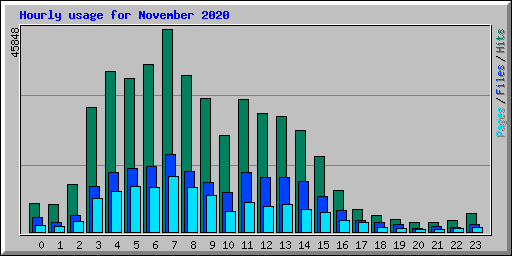 Hourly usage for November 2020
45848
Pages / Files / Hits
0 1 2 3 4 5 6 7 8 9 10 11 12 13 14 15 16 17 18 19 20 21 22 23